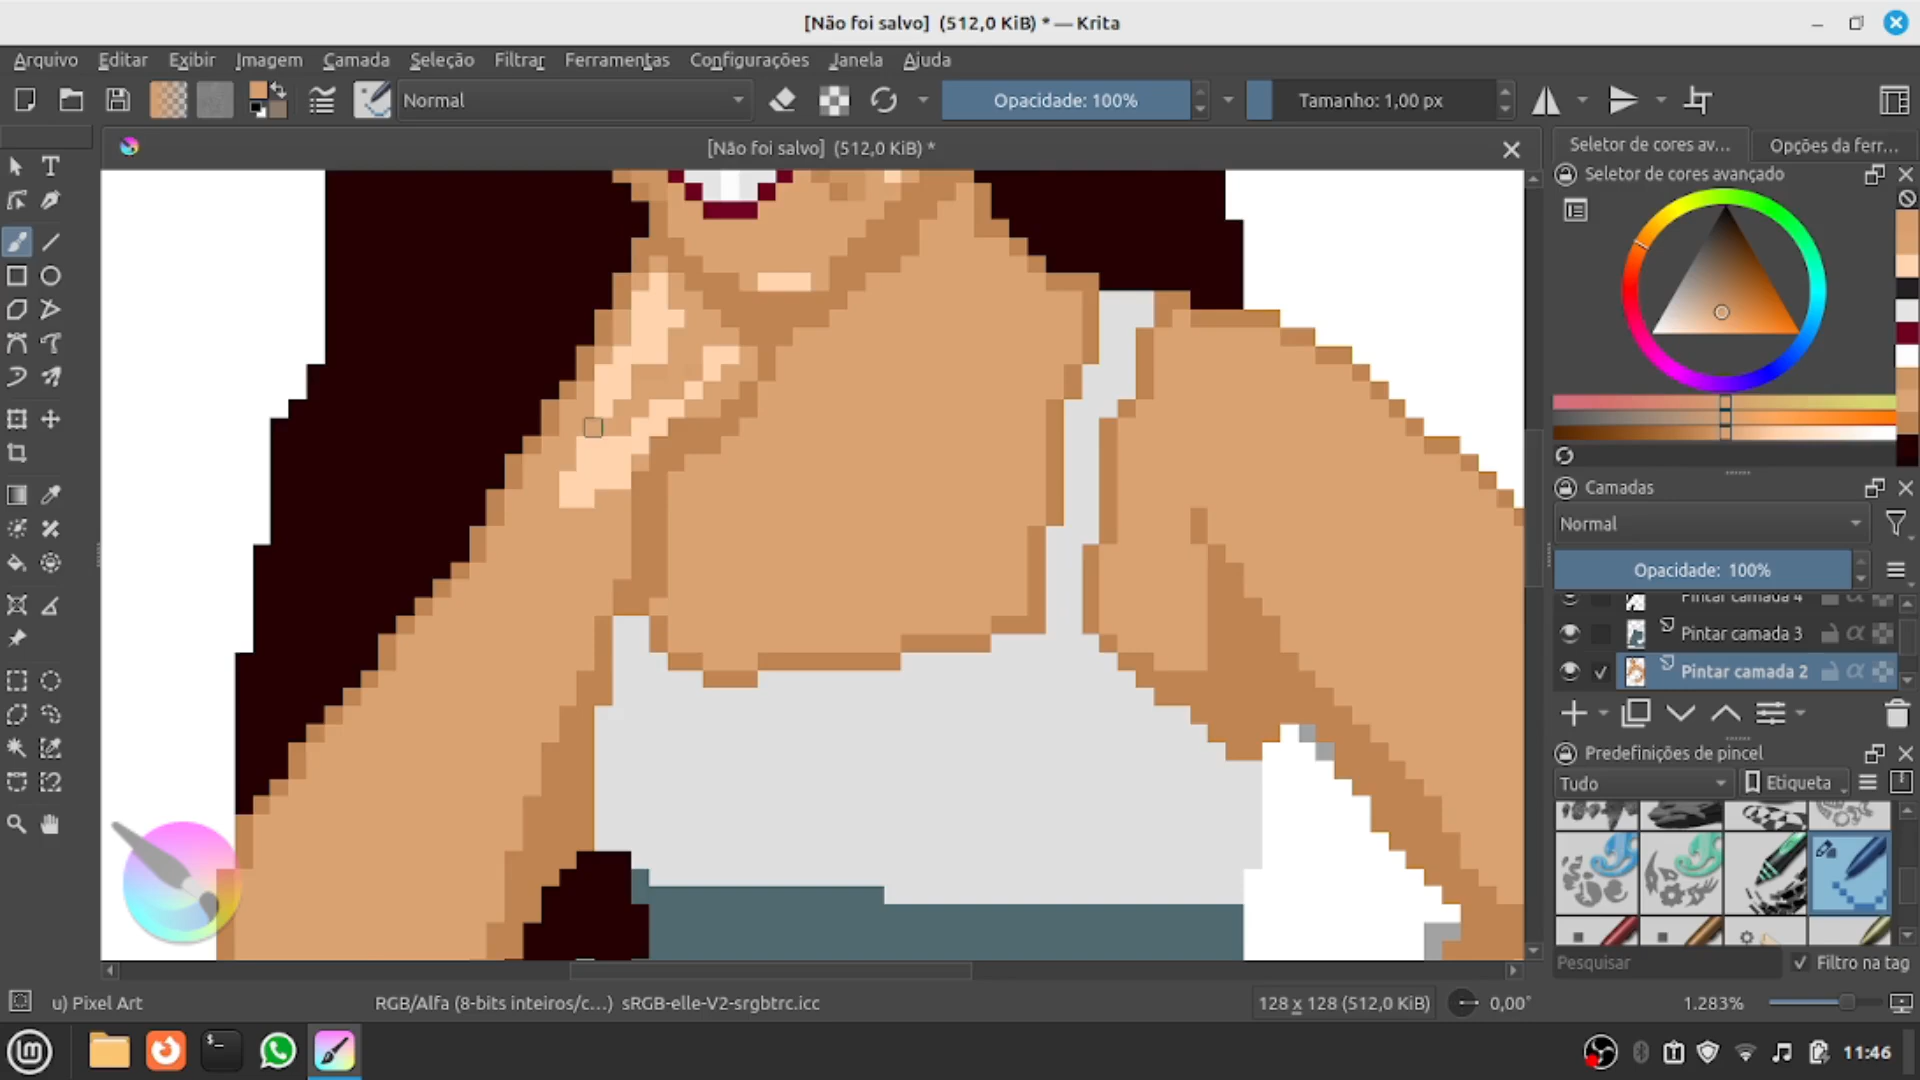 [Não foi salvo] (512,0 KiB) * — Krita
Arquivo Editar Exibir Imagem Camada Seleção Filtrar Ferramentas Configurações Janela Ajuda
Normal
Opacidade: 100%
Tamanho: 1,00 px
[Não foi salvo] (512,0 KiB) *
Seletor de cores av...
Opções da ferr...
Seletor de cores avançado
Camadas
Normal
Opacidade: 100%
Pintar camada 4
Pintar camada 3
Pintar camada 2
Predefinições de pincel
Tudo
Etiqueta
Pesquisar
Filtro na tag
u) Pixel Art
RGB/Alfa (8-bits inteiros/c...) sRGB-elle-V2-srgbtrc.icc
128 x 128 (512,0 KiB)
0,00°
1.283%
11:46